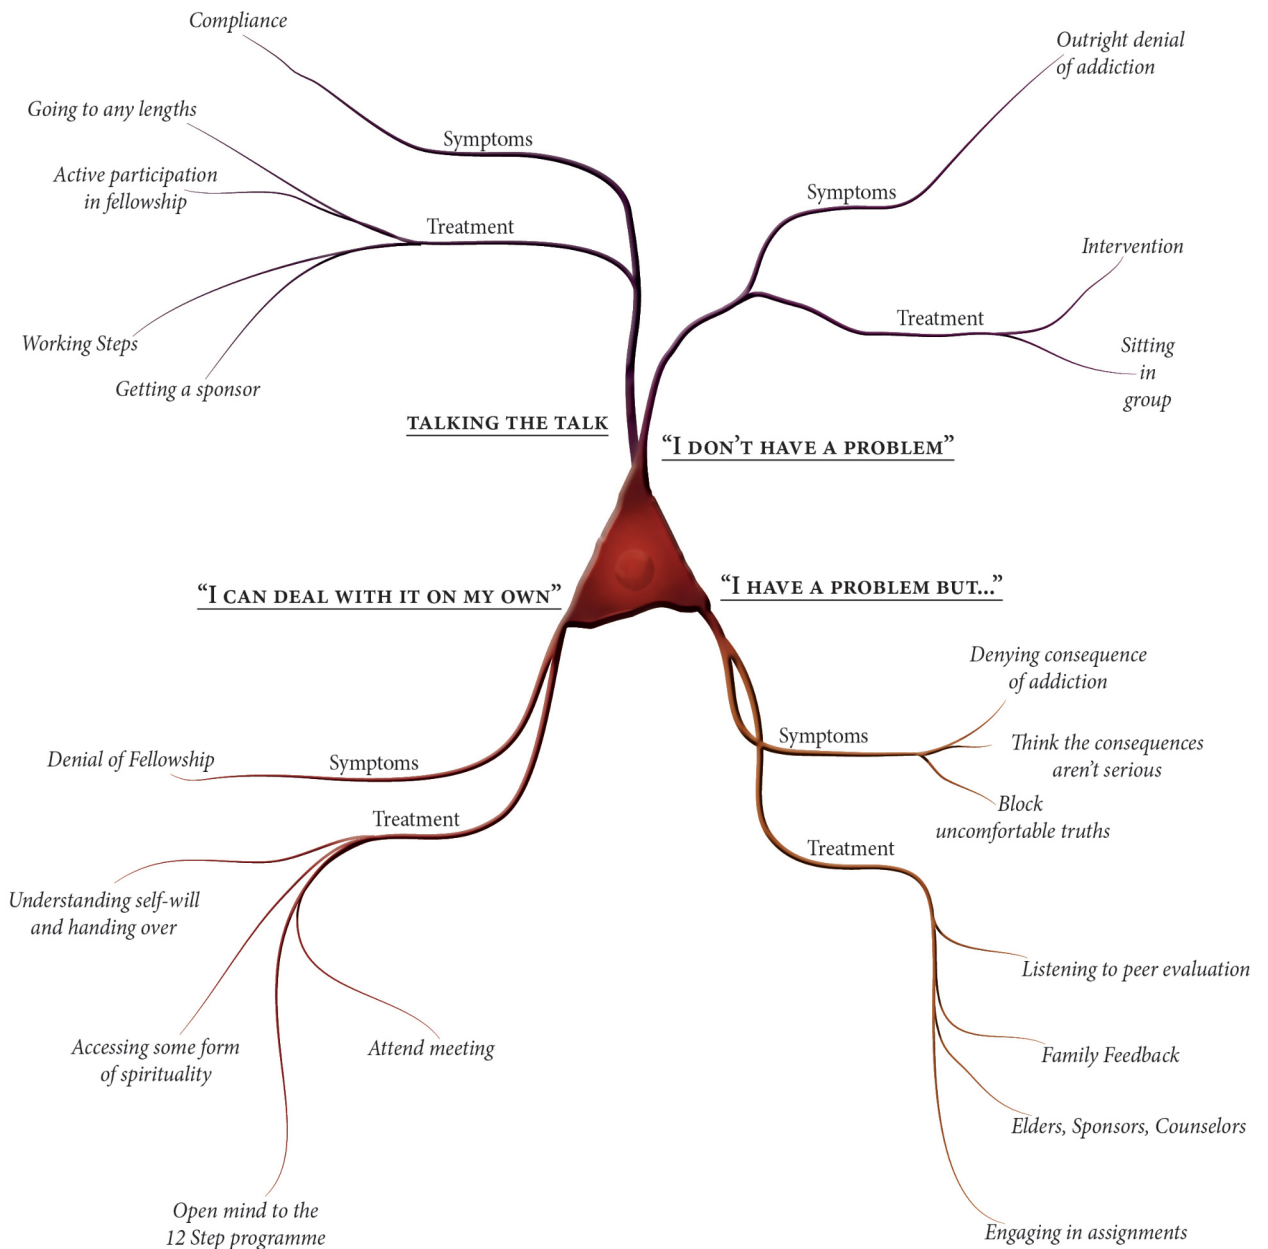 Compliance
Going to any lengths
Active participation
in fellowship
Symptoms
Treatment
Working Steps
Getting a sponsor
TALKING THE TALK
Outright denial
of addiction
Symptoms
Intervention
Treatment
Sitting
in
group
“I DON’T HAVE A PROBLEM”
“I CAN DEAL WITH IT ON MY OWN”
Denial of Fellowship
Symptoms
Treatment
Understanding self-will
and handing over
Accessing some form
of spirituality
Attend meeting
Open mind to the
12 Step programme
“I HAVE A PROBLEM BUT...”
Denying consequence
of addiction
Symptoms
Think the consequences
aren’t serious
Block
uncomfortable truths
Treatment
Listening to peer evaluation
Family Feedback
Elders, Sponsors, Counselors
Engaging in assignments